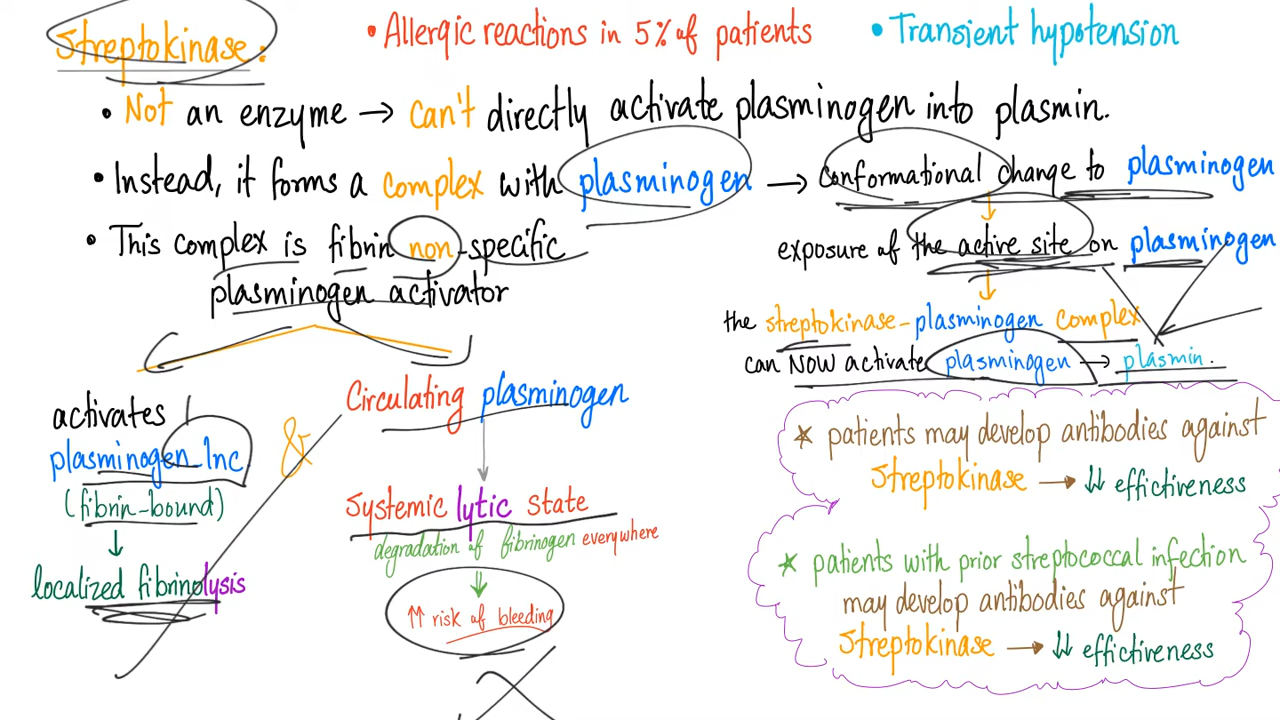 Streptokinase:
• Allergic reactions in 5% of patients
• Transient hypotension
• Not an enzyme → can't directly activate plasminogen into plasmin.
• Instead, it forms a complex with plasminogen → conformational change to plasminogen
exposure of the active site on plasminogen
the streptokinase-plasminogen complex
can NOW activate plasminogen → plasmin.
• This complex is fibrin non-specific
plasminogen activator
activates
plasminogen Inc
(fibrin-bound)
↓
localized fibrinolysis
&
Circulating plasminogen
Systemic lytic state
degradation of fibrinogen everywhere
↑↑ risk of bleeding
* patients may develop antibodies against
streptokinase → ↓↓ effictiveness
* patients with prior streptococcal infection
may develop antibodies against
streptokinase → ↓↓ effictiveness